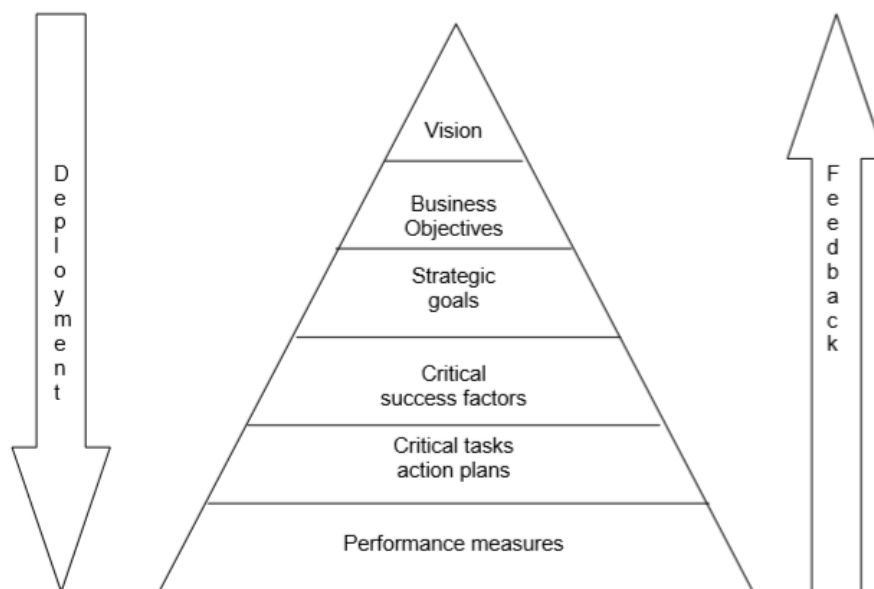 Deployment
Vision
Business
Objectives
Strategic
goals
Critical
success factors
Critical tasks
action plans
Performance measures
Feedback